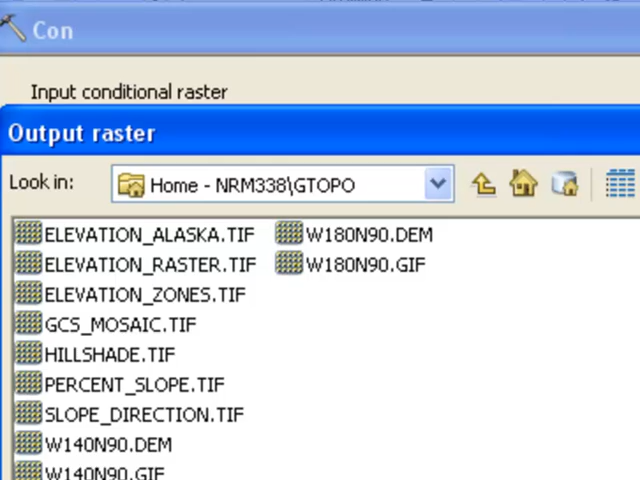 Con
Input conditional raster
Output raster
Look in: Home - NRM338\GTOPO
ELEVATION_ALASKA.TIF W180N90.DEM
ELEVATION_RASTER.TIF W180N90.GIF
ELEVATION_ZONES.TIF
GCS_MOSAIC.TIF
HILLSHADE.TIF
PERCENT_SLOPE.TIF
SLOPE_DIRECTION.TIF
W140N90.DEM
W140N90.GIF